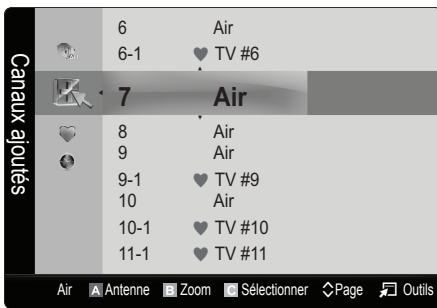 Canaux ajoutés
6 Air
6-1 ♥ TV #6
7 Air
8 Air
9 Air
9-1 ♥ TV #9
10 Air
10-1 ♥ TV #10
11-1 ♥ TV #11
Air A Antenne B Zoom C Sélectionner Page Outils